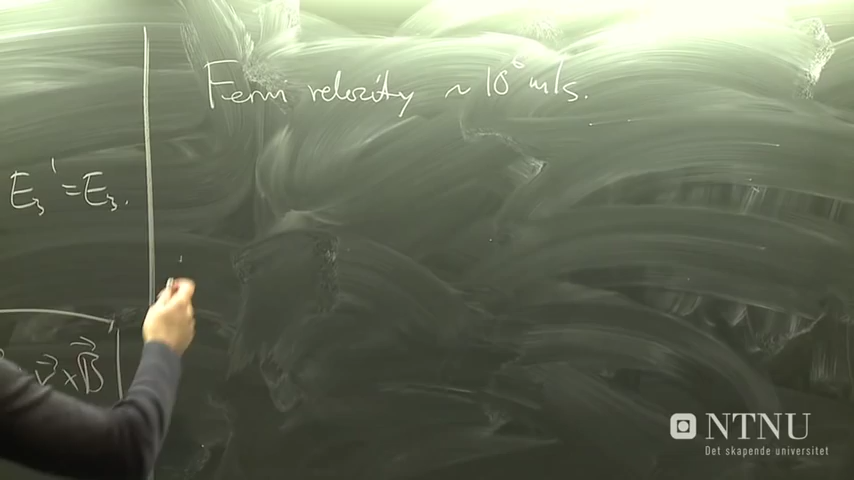 Fermi velocity ~ 10⁶ m/s.
E₃' = E₃.
v⃗ × B⃗
NTNU
Det skapende universitet